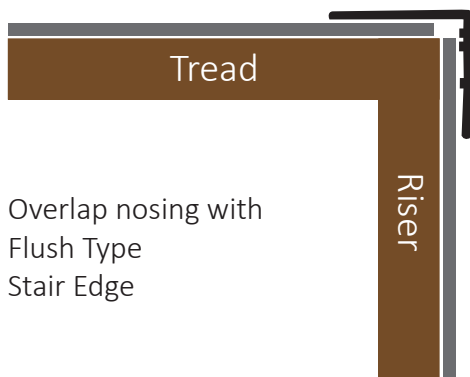 Tread
Riser
Overlap nosing with
Flush Type
Stair Edge